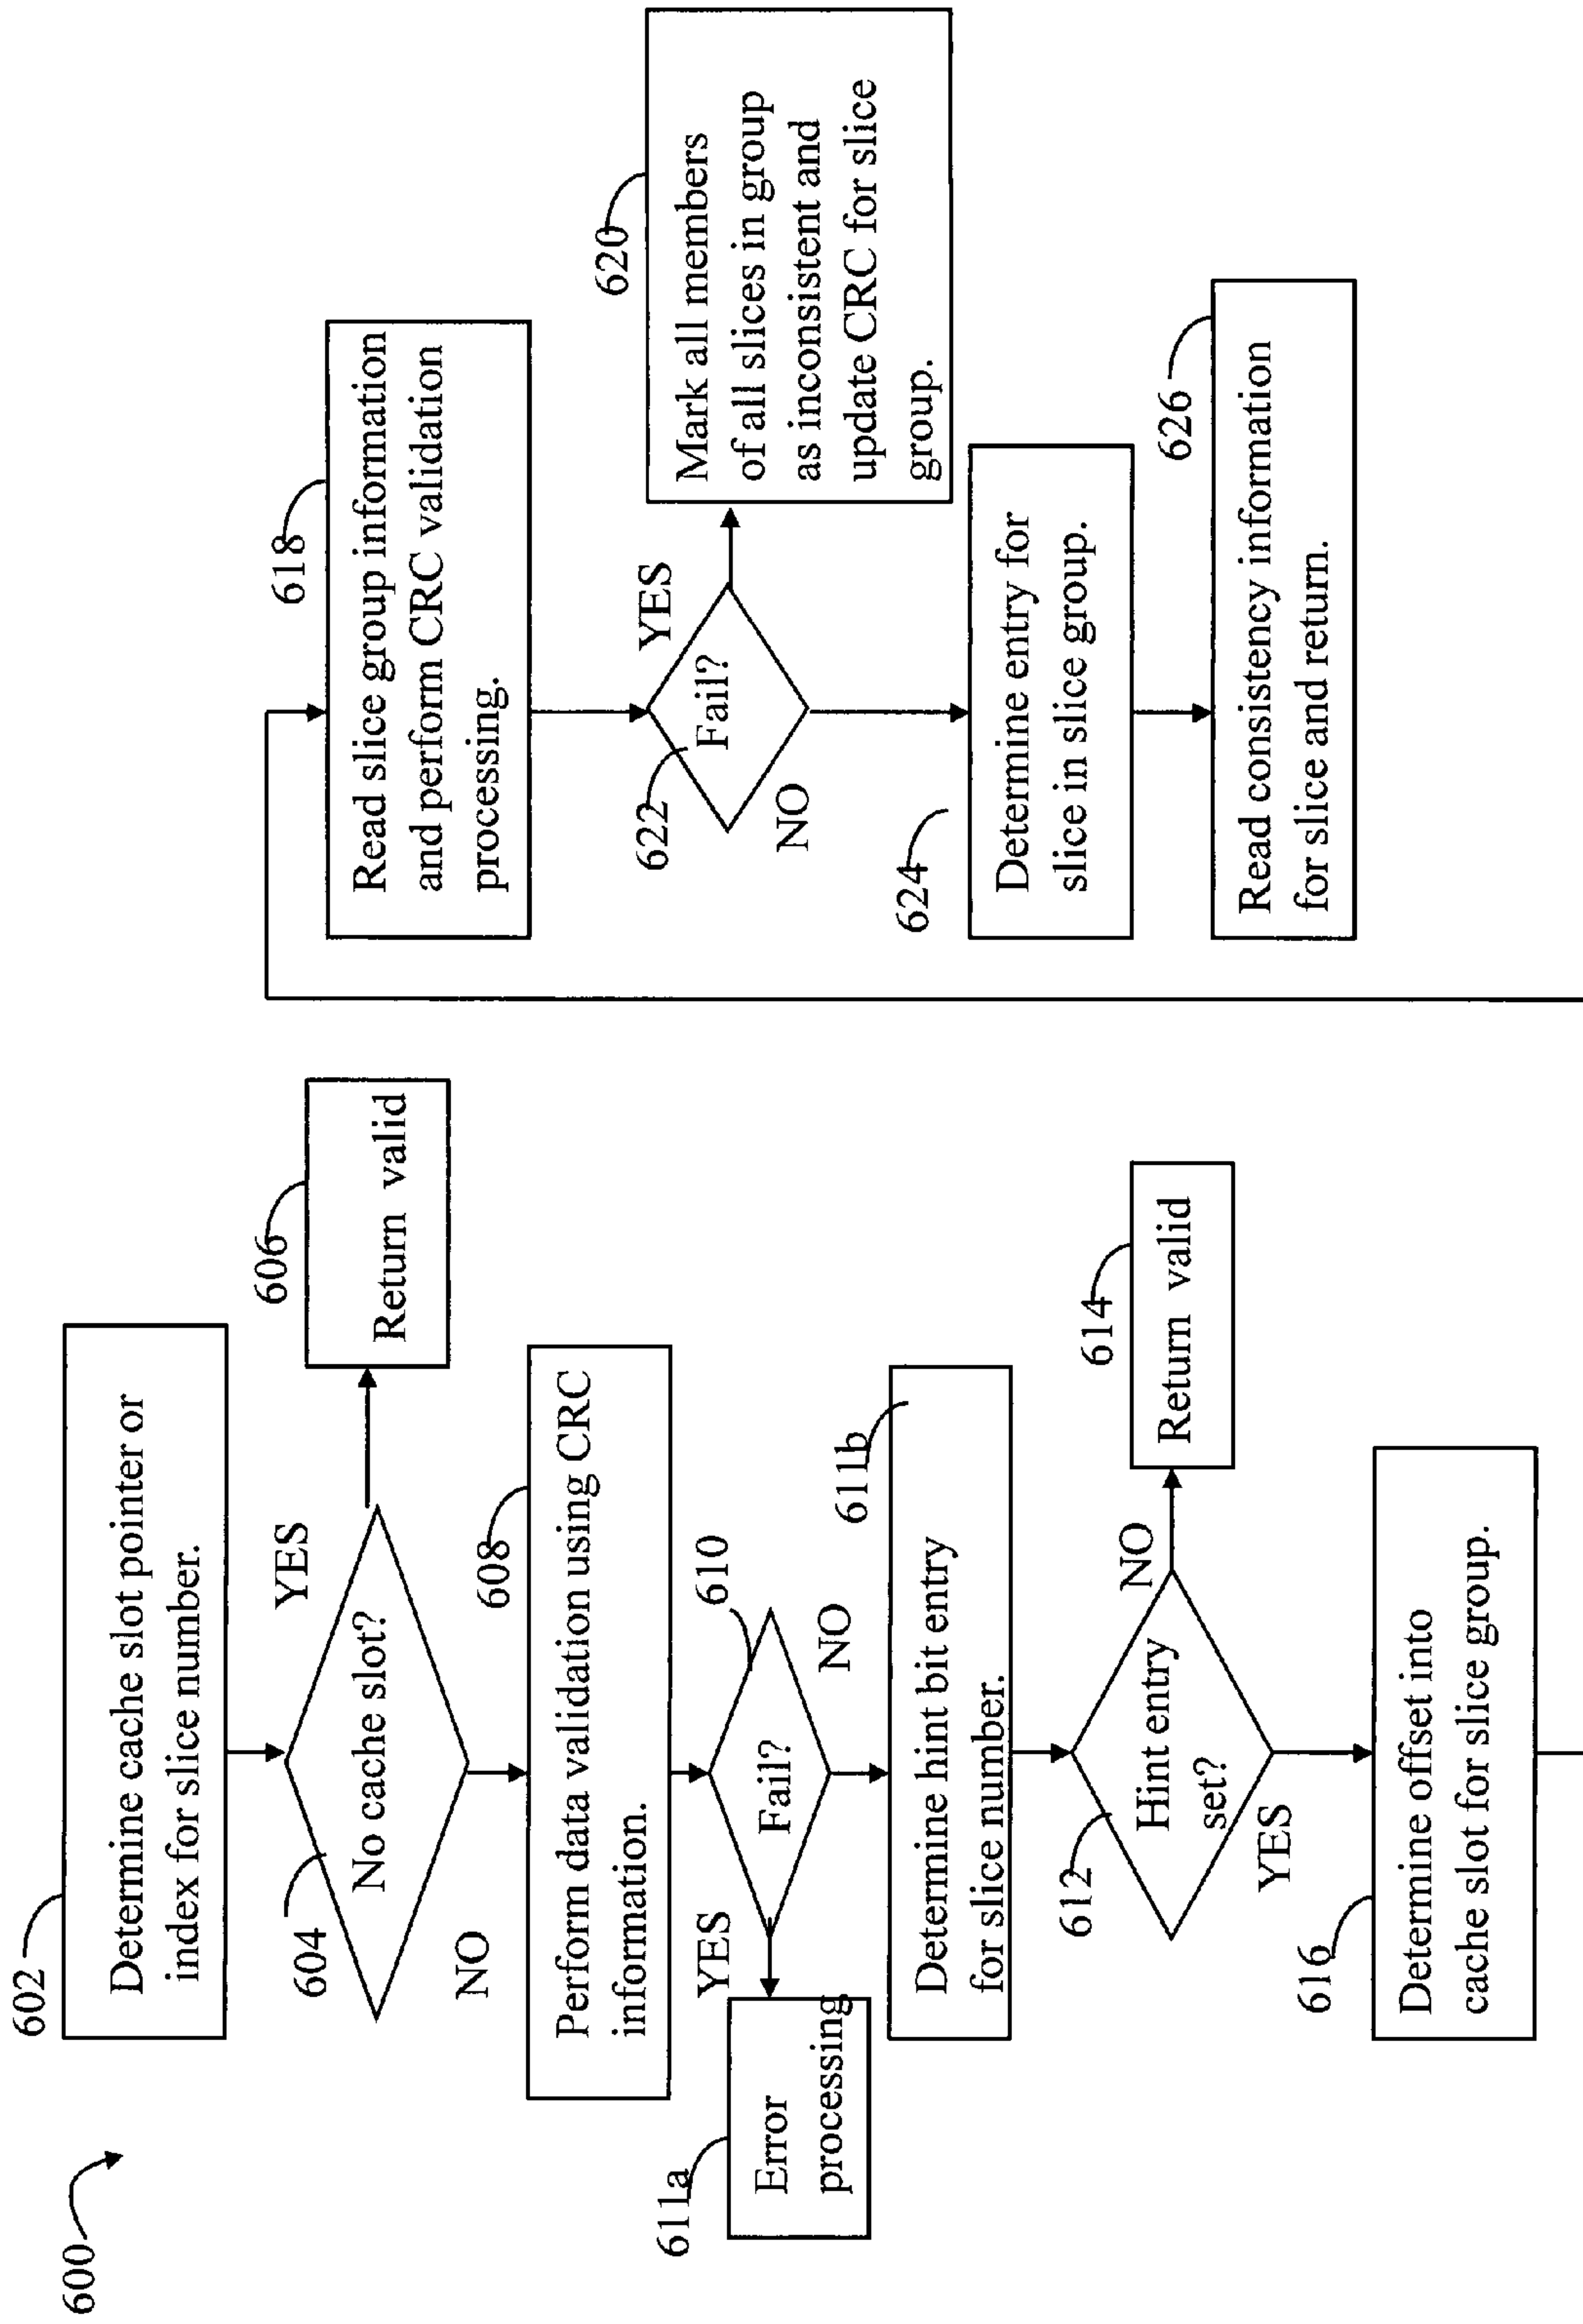 600
602
Determine cache slot pointer or
index for slice number.
604
No cache slot?
YES
606
Return valid
NO
608
Perform data validation using CRC
information.
610
Fail?
YES
611a
Error
processing
NO
611b
Determine hint bit entry
for slice number.
612
Hint entry
set?
NO
614
Return valid
YES
616
Determine offset into
cache slot for slice group.
618
Read slice group information
and perform CRC validation
processing.
622
Fail?
YES
620
Mark all members
of all slices in group
as inconsistent and
update CRC for slice
group.
NO
624
Determine entry for
slice in slice group.
626
Read consistency information
for slice and return.